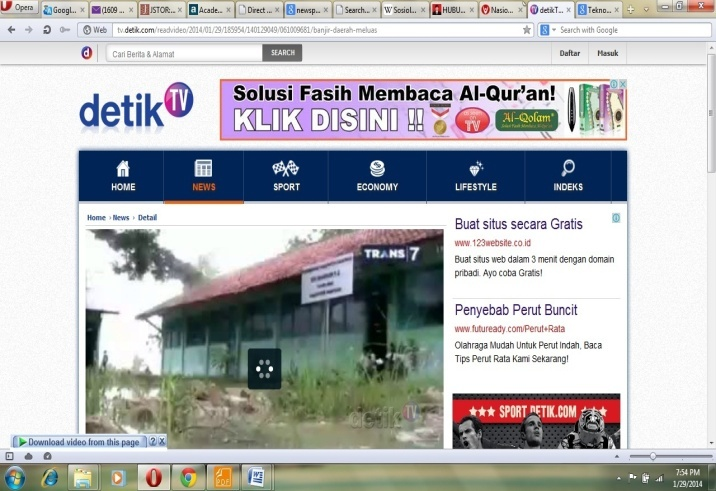 Opera
Googl...
(1609 ...
JSTOR:...
Acade...
Direct ...
newsp...
Search...
Sosiol...
HUBU...
Nasio...
detikT...
Tekno...
Web
tv.detik.com/readvideo/2014/01/29/185954/140129049/061009681/banjir-daerah-meluas
Search with Google
d
Cari Berita & Alamat
SEARCH
Daftar
Masuk
detik TV
Solusi Fasih Membaca Al-Qur'an!
KLIK DISINI !!
TV
Al-Qolam
HOME
NEWS
SPORT
ECONOMY
LIFESTYLE
INDEKS
Home › News › Detail
TRANS 7
detik TV
Buat situs secara Gratis
www.123website.co.id
Buat situs web dalam 3 menit dengan domain
pribadi. Ayo coba Gratis!
Penyebab Perut Buncit
www.futuready.com/Perut+Rata
Olahraga Mudah Untuk Perut Indah, Baca
Tips Perut Rata Kami Sekarang!
SPORT DETIK.COM
Download video from this page
PDF
7:54 PM
1/29/2014